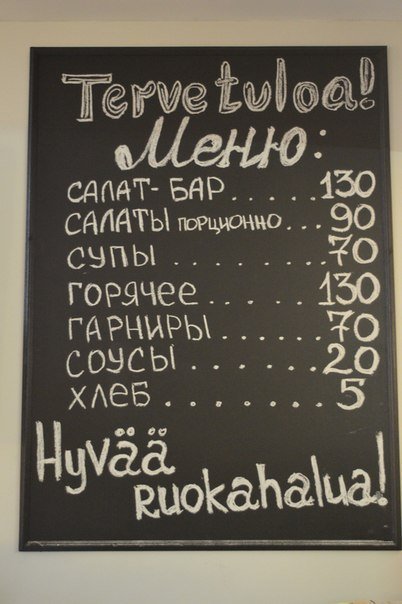 Tervetuloa!
Меню:
САЛАТ-БАР.....130
САЛАТЫ ПОРЦИОННО...90
СУПЫ ........70
ГОРЯЧЕЕ ......130
ГАРНИРЫ......70
СОУСЫ .......20
ХЛЕБ ........5
Hyvää
RUOKAHALUA!